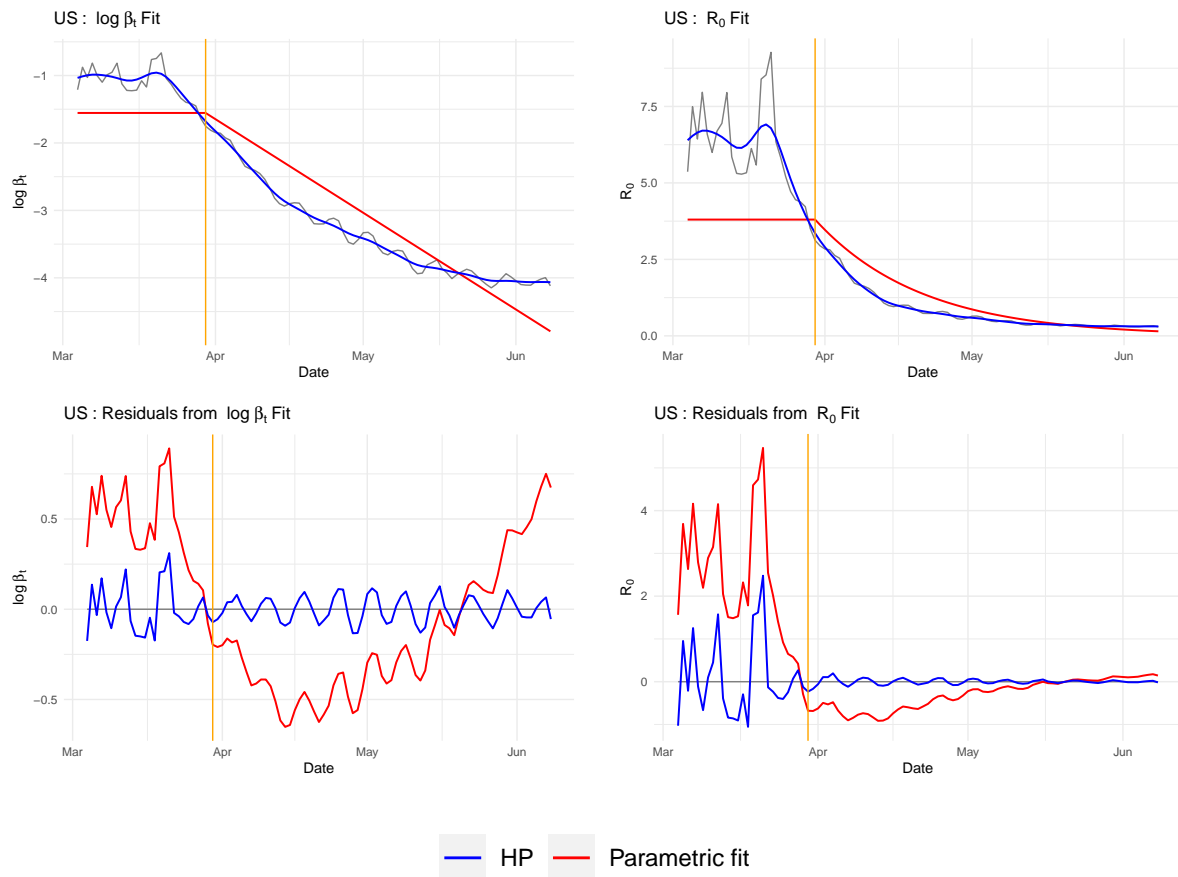 US : log βt Fit
log βt
−1
−2
−3
−4
Mar
Apr
May
Jun
Date
US : R0 Fit
R0
7.5
5.0
2.5
0.0
Mar
Apr
May
Jun
Date
US : Residuals from log βt Fit
log βt
0.5
0.0
−0.5
Mar
Apr
May
Jun
Date
US : Residuals from R0 Fit
R0
4
2
0
Mar
Apr
May
Jun
Date
HP
Parametric fit